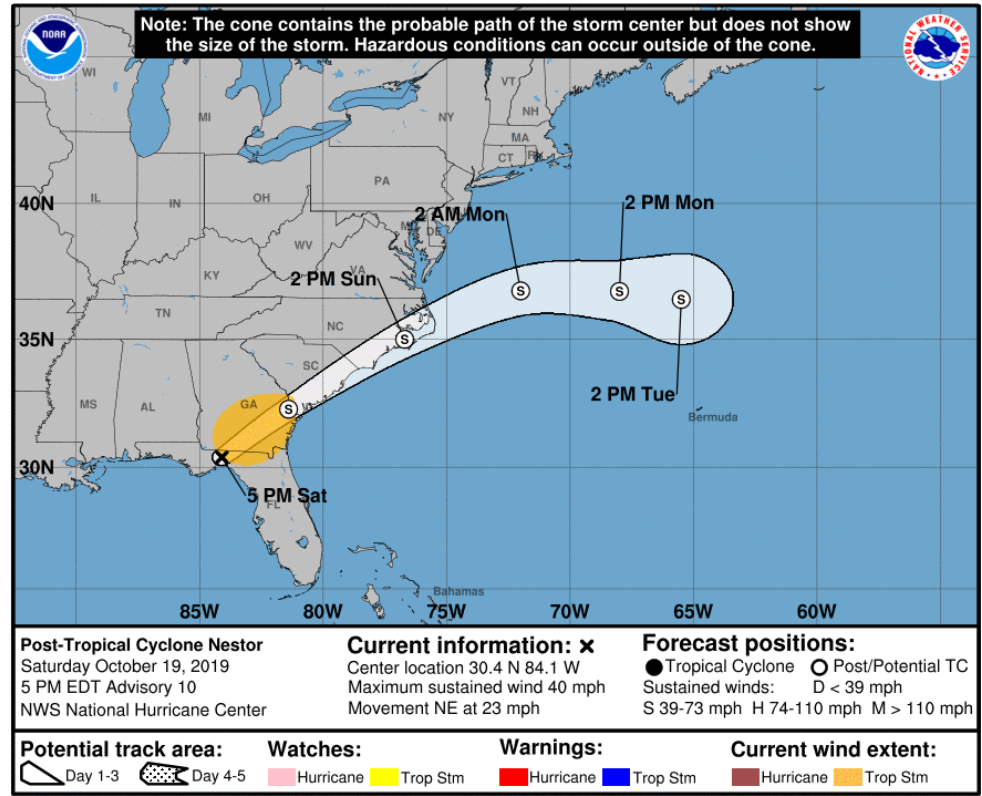 Note: The cone contains the probable path of the storm center but does not show
the size of the storm. Hazardous conditions can occur outside of the cone.
NOAA
NATIONAL WEATHER SERVICE
WI
MI
NY
VT
NH
MA
CT
PA
IL
IN
OH
40N
2 AM Mon
2 PM Mon
DE
WV
VA
KY
2 PM Sun
TN
NC
35N
SC
MS
AL
GA
2 PM Tue
Bermuda
30N
5 PM Sat
FL
Bahamas
85W 80W 75W 70W 65W 60W
Post-Tropical Cyclone Nestor
Saturday October 19, 2019
5 PM EDT Advisory 10
NWS National Hurricane Center
Current information: ×
Center location 30.4 N 84.1 W
Maximum sustained wind 40 mph
Movement NE at 23 mph
Forecast positions:
Tropical Cyclone Post/Potential TC
Sustained winds: D < 39 mph
S 39-73 mph H 74-110 mph M > 110 mph
Potential track area:
Day 1-3 Day 4-5
Watches:
Hurricane Trop Stm
Warnings:
Hurricane Trop Stm
Current wind extent:
Hurricane Trop Stm
S
S
S
S
S